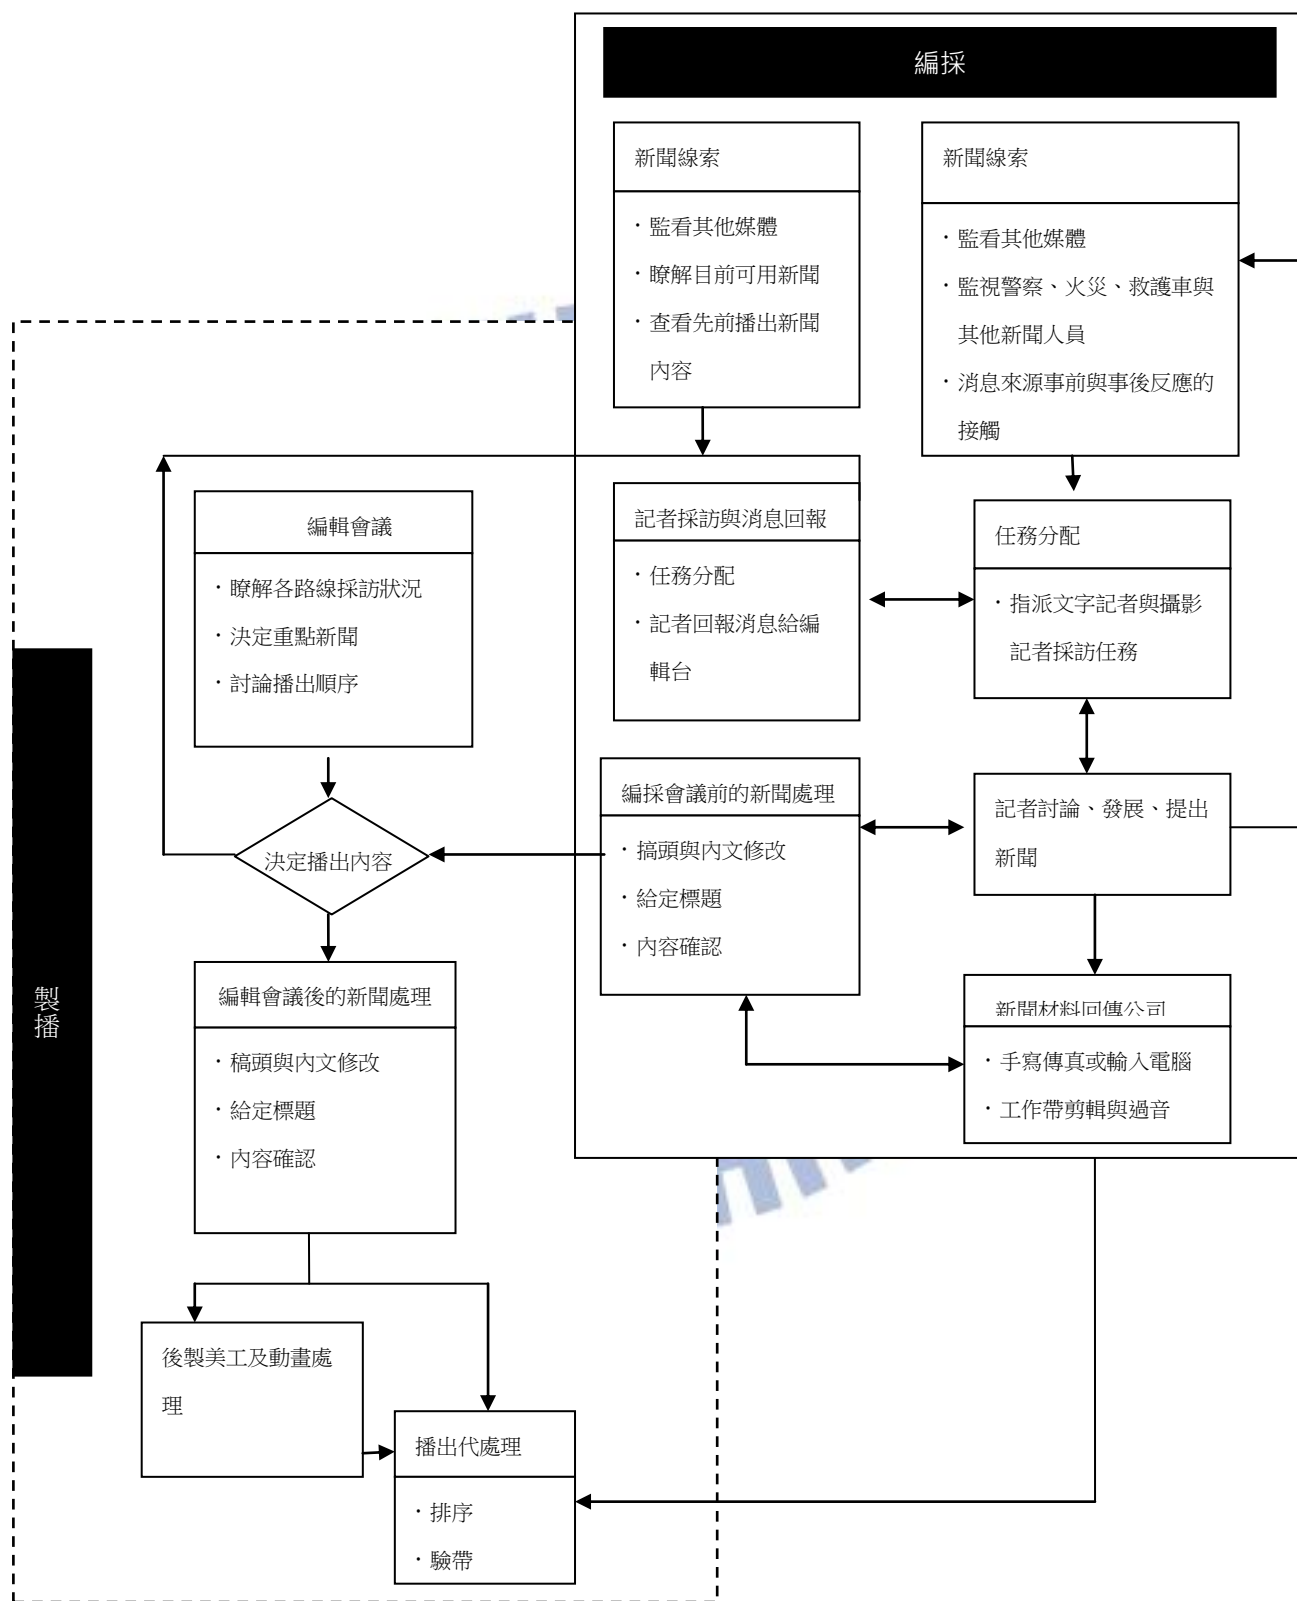 編採
新聞線索
・監看其他媒體
・瞭解目前可用新聞
・查看先前播出新聞
內容
新聞線索
・監看其他媒體
・監視警察、火災、救護車與
其他新聞人員
・消息來源事前與事後反應的
接觸
編輯會議
・瞭解各路線採訪狀況
・決定重點新聞
・討論播出順序
記者採訪與消息回報
・任務分配
・記者回報消息給編
輯台
任務分配
・指派文字記者與攝影
記者採訪任務
決定播出內容
編採會議前的新聞處理
・搞頭與內文修改
・給定標題
・內容確認
記者討論、發展、提出
新聞
製播
編輯會議後的新聞處理
・稿頭與內文修改
・給定標題
・內容確認
新聞材料回傳公司
・手寫傳真或輸入電腦
・工作帶剪輯與過音
後製美工及動畫處
理
播出代處理
・排序
・驗帶